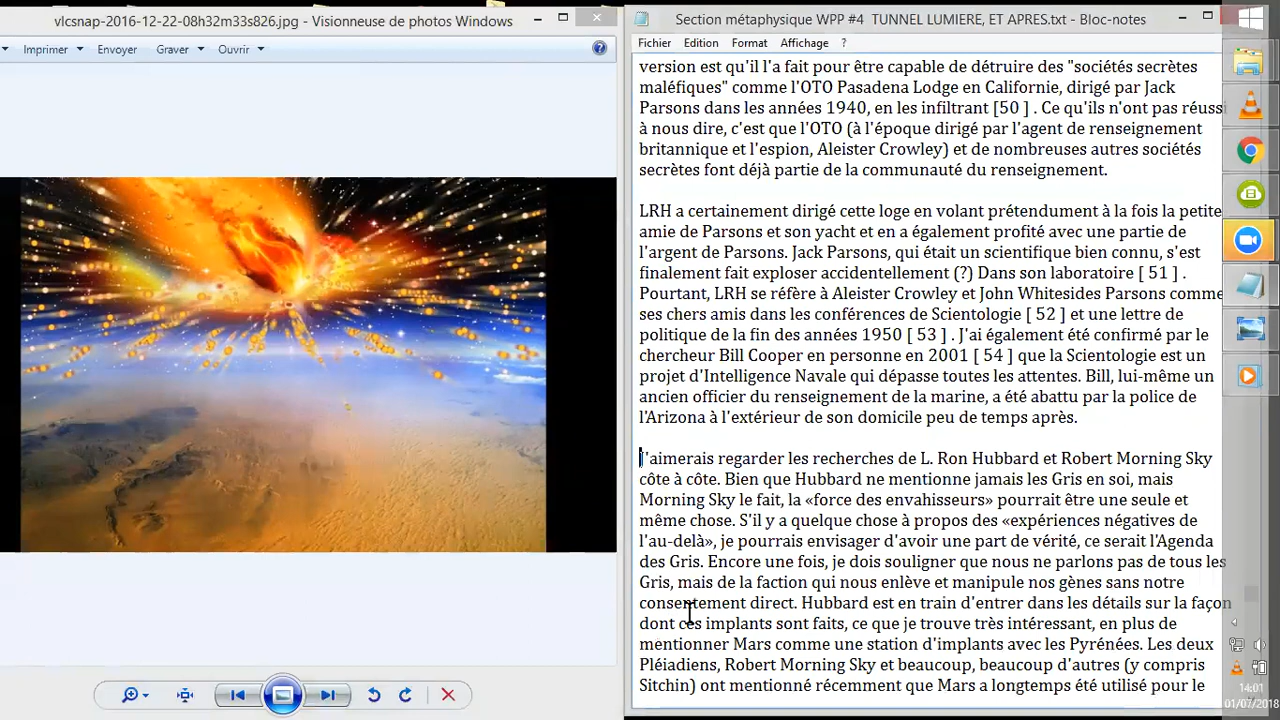 vlcsnap-2016-12-22-08h32m33s826.jpg - Visionneuse de photos Windows
Imprimer Envoyer Graver Ouvrir
Section métaphysique WPP #4 TUNNEL LUMIERE, ET APRES.txt - Bloc-notes
Fichier Edition Format Affichage ?
version est qu'il l'a fait pour être capable de détruire des "sociétés secrètes
maléfiques" comme l'OTO Pasadena Lodge en Californie, dirigé par Jack
Parsons dans les années 1940, en les infiltrant [50 ] . Ce qu'ils n'ont pas réussi
à nous dire, c'est que l'OTO (à l'époque dirigé par l'agent de renseignement
britannique et l'espion, Aleister Crowley) et de nombreuses autres sociétés
secrètes font déjà partie de la communauté du renseignement.
LRH a certainement dirigé cette loge en volant prétendument à la fois la petite
amie de Parsons et son yacht et en a également profité avec une partie de
l'argent de Parsons. Jack Parsons, qui était un scientifique bien connu, s'est
finalement fait exploser accidentellement (?) Dans son laboratoire [ 51 ] .
Pourtant, LRH se réfère à Aleister Crowley et John Whitesides Parsons comme
ses chers amis dans les conférences de Scientologie [ 52 ] et une lettre de
politique de la fin des années 1950 [ 53 ] . J'ai également été confirmé par le
chercheur Bill Cooper en personne en 2001 [ 54 ] que la Scientologie est un
projet d'Intelligence Navale qui dépasse toutes les attentes. Bill, lui-même un
ancien officier du renseignement de la marine, a été abattu par la police de
l'Arizona à l'extérieur de son domicile peu de temps après.
J'aimerais regarder les recherches de L. Ron Hubbard et Robert Morning Sky
côte à côte. Bien que Hubbard ne mentionne jamais les Gris en soi, mais
Morning Sky le fait, la «force des envahisseurs» pourrait être une seule et
même chose. S'il y a quelque chose à propos des «expériences négatives de
l'au-delà», je pourrais envisager d'avoir une part de vérité, ce serait l'Agenda
des Gris. Encore une fois, je dois souligner que nous ne parlons pas de tous les
Gris, mais de la faction qui nous enlève et manipule nos gènes sans notre
consentement direct. Hubbard est en train d'entrer dans les détails sur la façon
dont ces implants sont faits, ce que je trouve très intéressant, en plus de
mentionner Mars comme une station d'implants avec les Pyrénées. Les deux
Pléiadiens, Robert Morning Sky et beaucoup, beaucoup d'autres (y compris
Sitchin) ont mentionné récemment que Mars a longtemps été utilisé pour le
14:01
01/07/2018